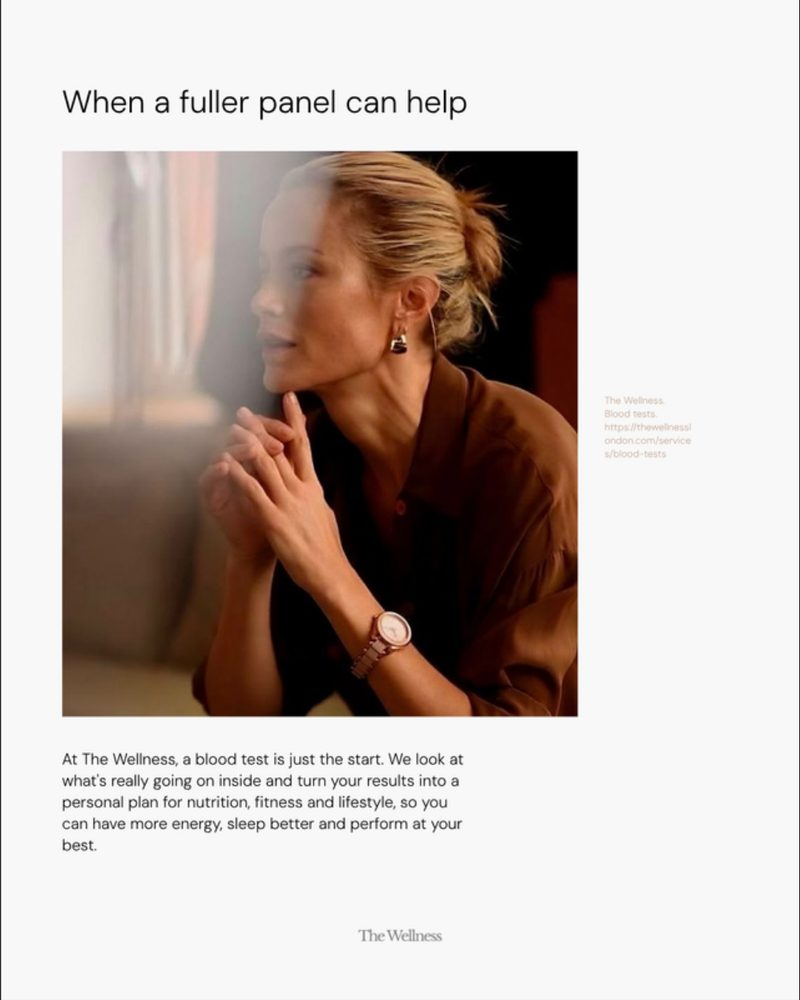 When a fuller panel can help
The Wellness.
Blood tests.
https://thewellnessl
ondon.com/service
s/blood-tests
At The Wellness, a blood test is just the start. We look at
what's really going on inside and turn your results into a
personal plan for nutrition, fitness and lifestyle, so you
can have more energy, sleep better and perform at your
best.
The Wellness